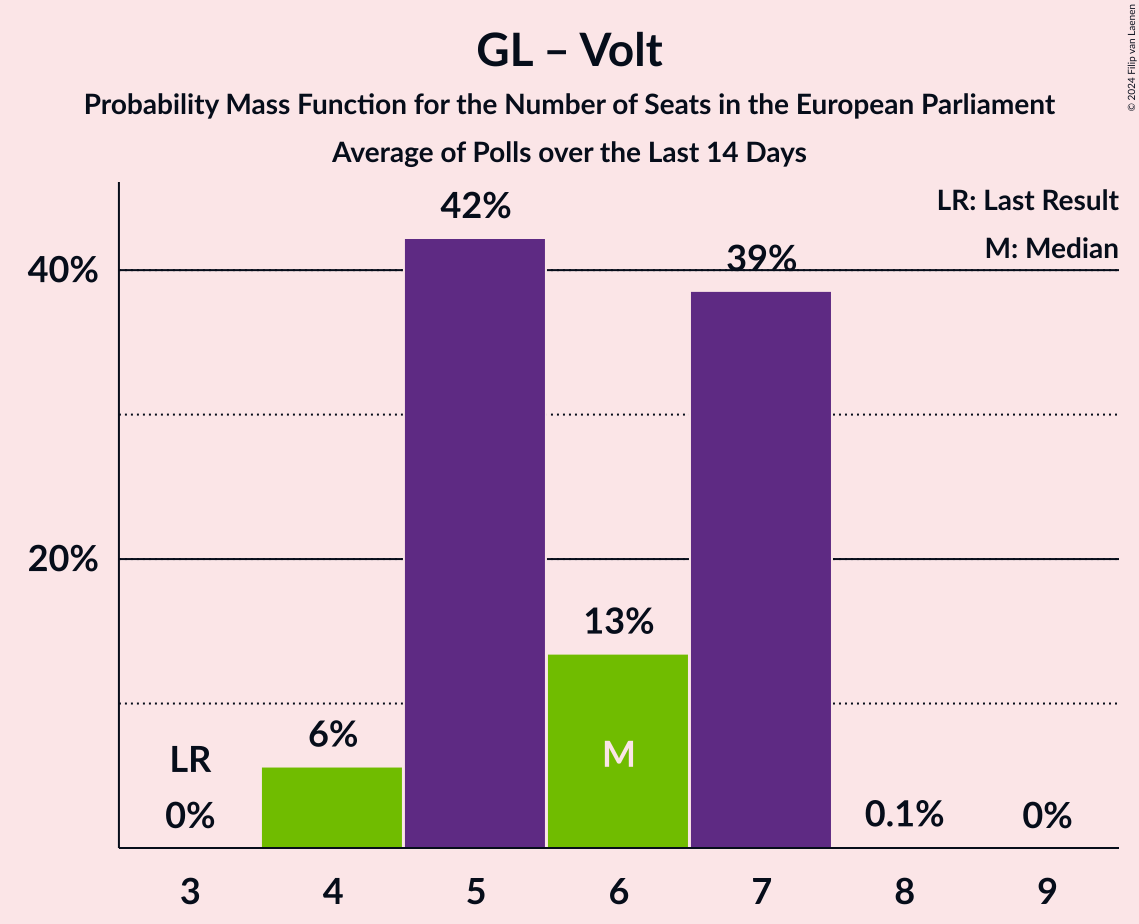 GL – Volt
Probability Mass Function for the Number of Seats in the European Parliament
Average of Polls over the Last 14 Days
© 2024 Filip van Laenen
LR: Last Result
M: Median
42%
39%
40%
20%
13%
6%
M
LR
0%
0.1%
0%
3 4 5 6 7 8 9